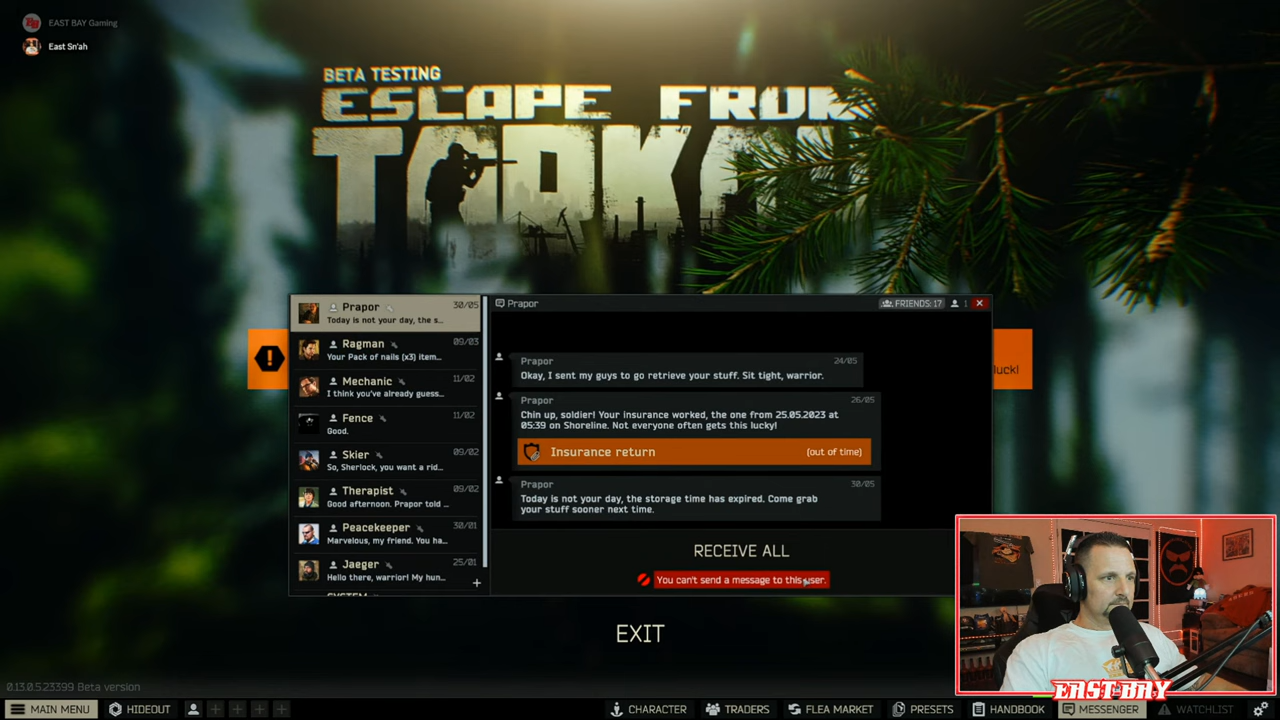 EAST BAY Gaming
East Sn'ah
BETA TESTING
ESCAPE FROM
TARKOV
Prapor
30/05
Today is not your day, the s...
Ragman
09/03
Your Pack of nails (x3) item...
Mechanic
11/02
I think you've already guess...
Fence
11/02
Good.
Skier
09/02
So, Sherlock, you want a rid...
Therapist
09/02
Good afternoon. Prapor told ...
Peacekeeper
30/01
Marvelous, my friend. You ha...
Jaeger
25/01
Hello there, warrior! My hun...
SYSTEM
Prapor
FRIENDS: 17
1
Prapor
24/05
Okay, I sent my guys to go retrieve your stuff. Sit tight, warrior.
Prapor
26/05
Chin up, soldier! Your insurance worked, the one from 25.05.2023 at
05:39 on Shoreline. Not everyone often gets this lucky!
Insurance return
(out of time)
Prapor
30/05
Today is not your day, the storage time has expired. Come grab
your stuff sooner next time.
luck!
RECEIVE ALL
You can't send a message to this user.
EXIT
0.13.0.5.23399 Beta version
EAST BAY
MAIN MENU
HIDEOUT
CHARACTER
TRADERS
FLEA MARKET
PRESETS
HANDBOOK
MESSENGER
WATCHLIST